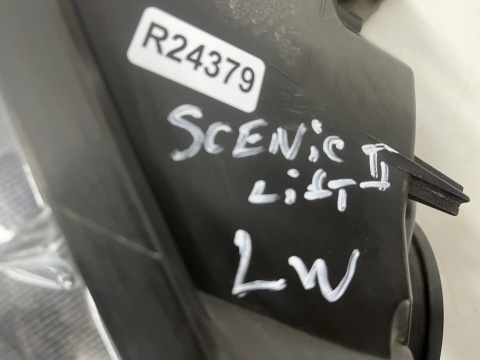 R24379
SCENiC II
LiFT
LW